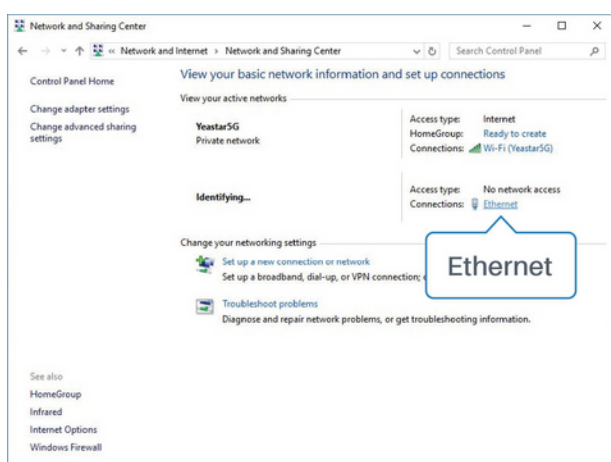 Network and Sharing Center
« Network and Internet › Network and Sharing Center
Search Control Panel
Control Panel Home
Change adapter settings
Change advanced sharing
settings
View your basic network information and set up connections
View your active networks
Yeastar5G
Private network
Access type: Internet
HomeGroup: Ready to create
Connections: Wi-Fi (Yeastar5G)
Identifying...
Access type: No network access
Connections: Ethernet
Ethernet
Change your networking settings
Set up a new connection or network
Set up a broadband, dial-up, or VPN connection;
Troubleshoot problems
Diagnose and repair network problems, or get troubleshooting information.
See also
HomeGroup
Infrared
Internet Options
Windows Firewall